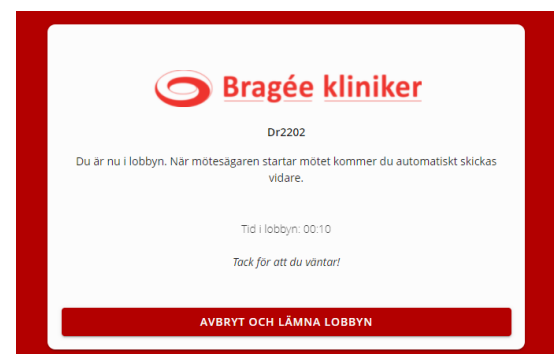 Bragée kliniker
Dr2202
Du är nu i lobbyn. När mötesägaren startar mötet kommer du automatiskt skickas
vidare.
Tid i lobbyn: 00:10
Tack för att du väntar!
AVBRYT OCH LÄMNA LOBBYN